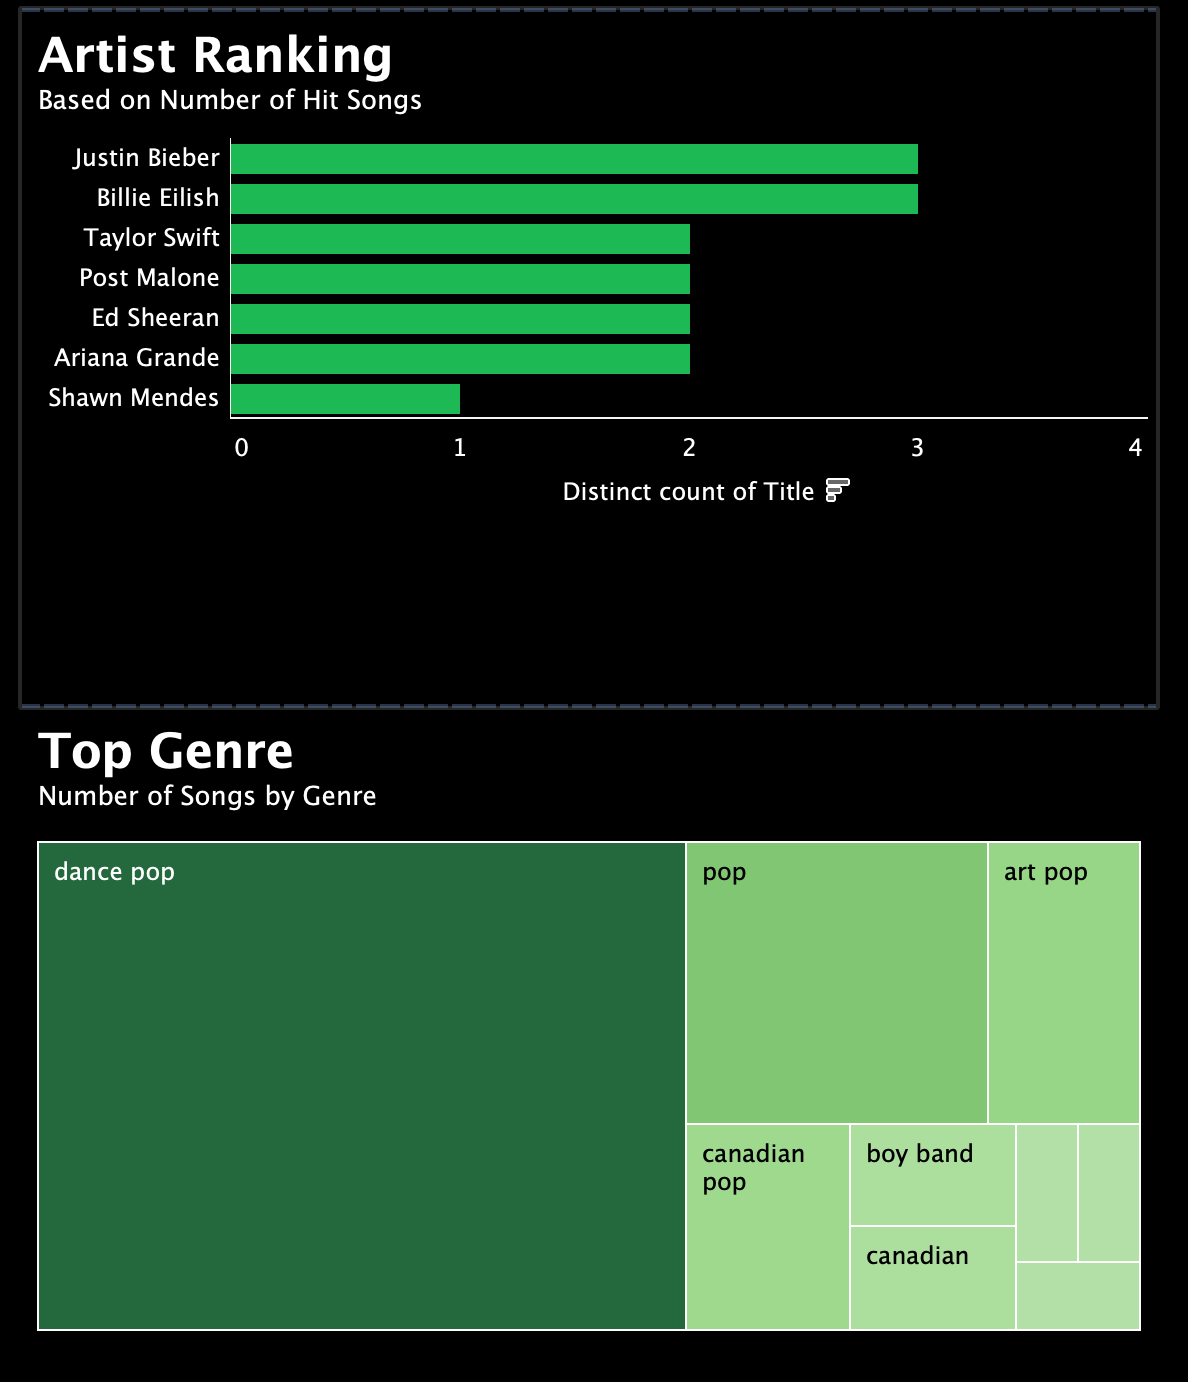 Artist Ranking
Based on Number of Hit Songs
Justin Bieber
Billie Eilish
Taylor Swift
Post Malone
Ed Sheeran
Ariana Grande
Shawn Mendes
0 1 2 3 4
Distinct count of Title
Top Genre
Number of Songs by Genre
dance pop
pop
art pop
canadian
pop
boy band
canadian